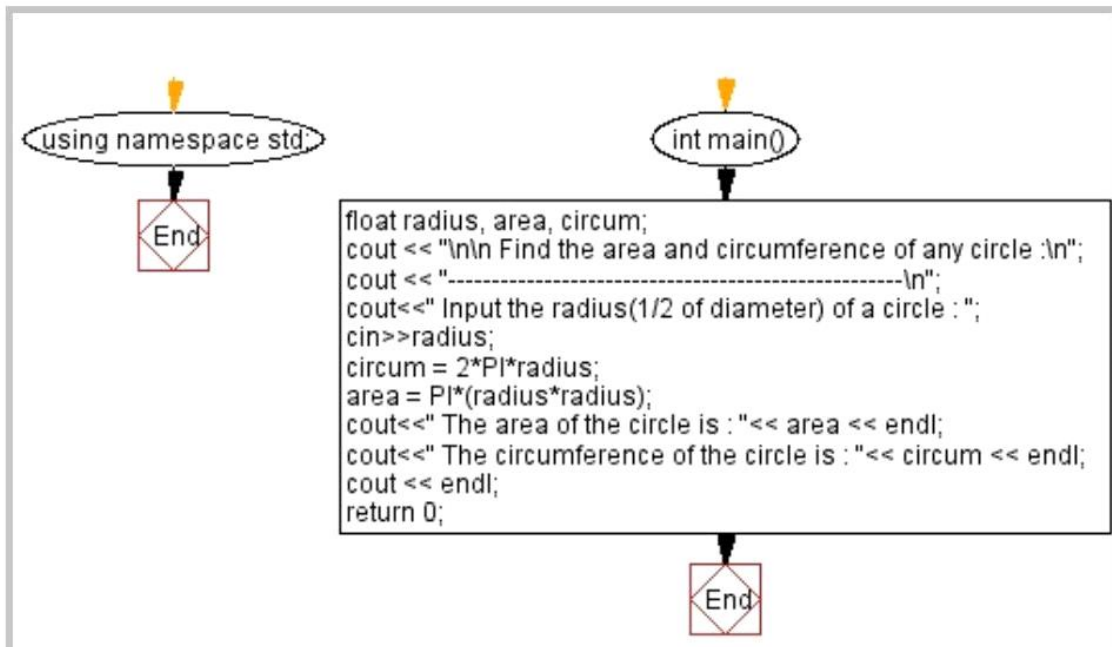 using namespace std;
End
int main()
float radius, area, circum;
cout << "\n\n Find the area and circumference of any circle :\n";
cout << "----------------------------------------------------\n";
cout<<" Input the radius(1/2 of diameter) of a circle : ";
cin>>radius;
circum = 2*PI*radius;
area = PI*(radius*radius);
cout<<" The area of the circle is : "<< area << endl;
cout<<" The circumference of the circle is : "<< circum << endl;
cout << endl;
return 0;
End